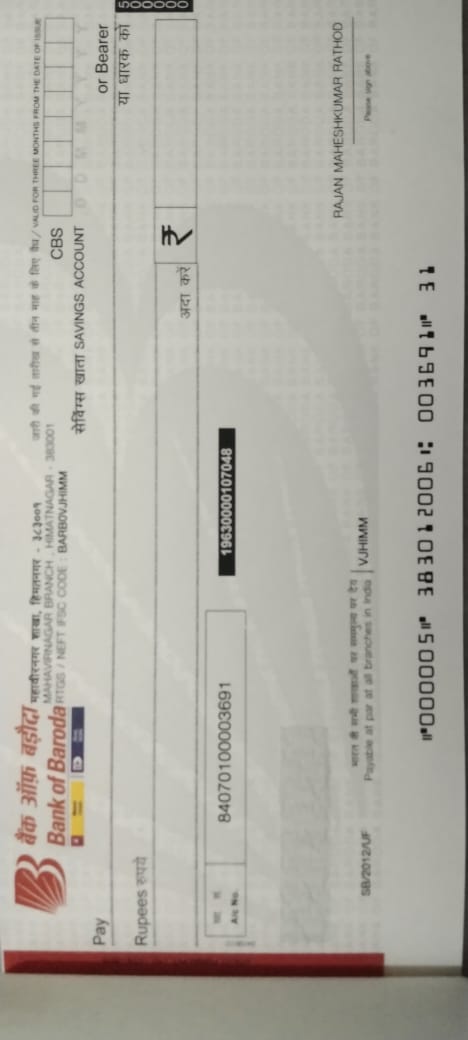 बैंक ऑफ़ बड़ौदा
Bank of Baroda
महावीरनगर शाखा, हिंमतनगर - ३८३००१
MAHAVIRNAGAR BRANCH, HIMATNAGAR - 383001
RTGS / NEFT IFSC CODE : BARB0VJHIMM
जारी की गई तारीख से तीन माह के लिए वैध / VALID FOR THREE MONTHS FROM THE DATE OF ISSUE
CBS
D D M M Y Y Y Y
सेविंग्स खाता SAVINGS ACCOUNT
Pay
or Bearer
या धारक को
Rupees रुपये
अदा करें
₹
A/c No.
84070100003691
19630000107048
RAJAN MAHESHKUMAR RATHOD
Please sign above
SB/2012/UF
भारत में सभी शाखाओं पर सममूल्य पर देय
Payable at par at all branches in India
VJHIMM
⑈000005⑈ 383012006⑆ 003691⑈ 31